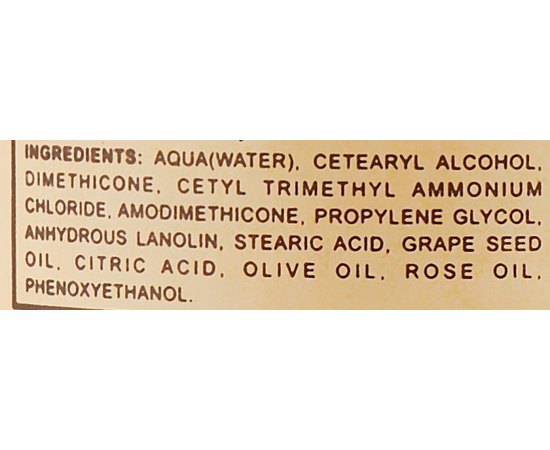 INGREDIENTS: AQUA(WATER), CETEARYL ALCOHOL,
DIMETHICONE, CETYL TRIMETHYL AMMONIUM
CHLORIDE, AMODIMETHICONE, PROPYLENE GLYCOL,
ANHYDROUS LANOLIN, STEARIC ACID, GRAPE SEED
OIL, CITRIC ACID, OLIVE OIL, ROSE OIL,
PHENOXYETHANOL.